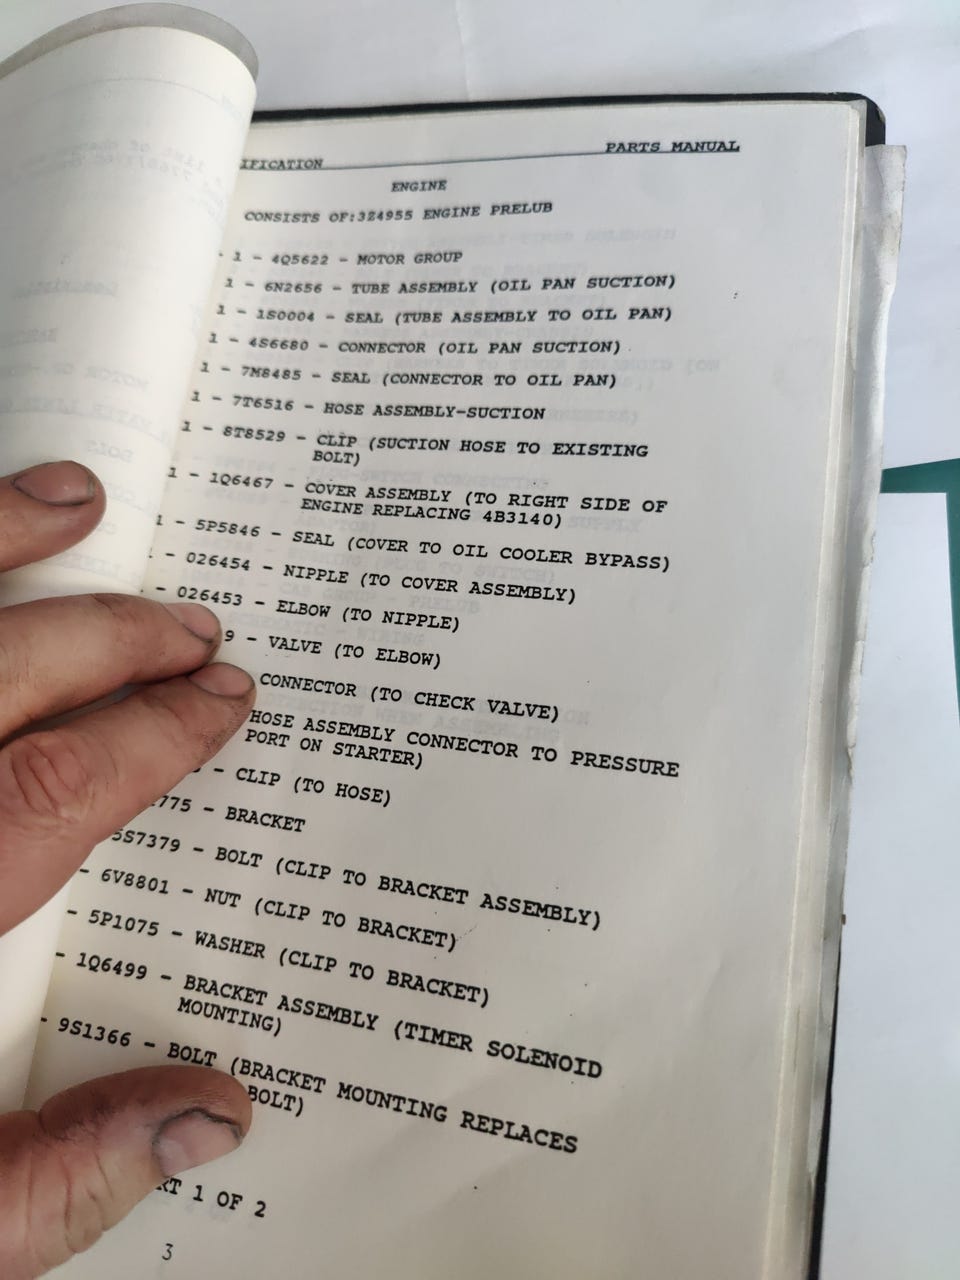 IFICATION PARTS MANUAL
ENGINE
CONSISTS OF:3Z4955 ENGINE PRELUB
- 1 - 4Q5622 - MOTOR GROUP
1 - 6N2656 - TUBE ASSEMBLY (OIL PAN SUCTION)
1 - 1S0004 - SEAL (TUBE ASSEMBLY TO OIL PAN)
1 - 4S6680 - CONNECTOR (OIL PAN SUCTION)
1 - 7M8485 - SEAL (CONNECTOR TO OIL PAN)
1 - 7T6516 - HOSE ASSEMBLY-SUCTION
1 - 8T8529 - CLIP (SUCTION HOSE TO EXISTING
BOLT)
1 - 1Q6467 - COVER ASSEMBLY (TO RIGHT SIDE OF
ENGINE REPLACING 4B3140)
1 - 5P5846 - SEAL (COVER TO OIL COOLER BYPASS)
- 026454 - NIPPLE (TO COVER ASSEMBLY)
- 026453 - ELBOW (TO NIPPLE)
9 - VALVE (TO ELBOW)
CONNECTOR (TO CHECK VALVE)
HOSE ASSEMBLY CONNECTOR TO PRESSURE
PORT ON STARTER)
- CLIP (TO HOSE)
775 - BRACKET
5S7379 - BOLT (CLIP TO BRACKET ASSEMBLY)
- 6V8801 - NUT (CLIP TO BRACKET)
- 5P1075 - WASHER (CLIP TO BRACKET)
- 1Q6499 - BRACKET ASSEMBLY (TIMER SOLENOID
MOUNTING)
- 9S1366 - BOLT (BRACKET MOUNTING REPLACES
BOLT)
RT 1 OF 2
3